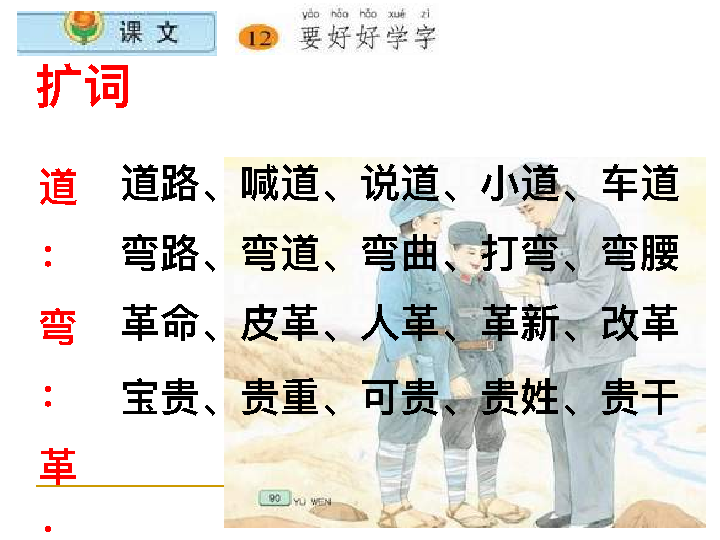 课 文
yào hǎo hǎo xué zì
12 要好好学字
扩词
道：
道路、喊道、说道、小道、车道
弯路、弯道、弯曲、打弯、弯腰
弯：
革命、皮革、人革、革新、改革
宝贵、贵重、可贵、贵姓、贵干
革：
90 YU WEN